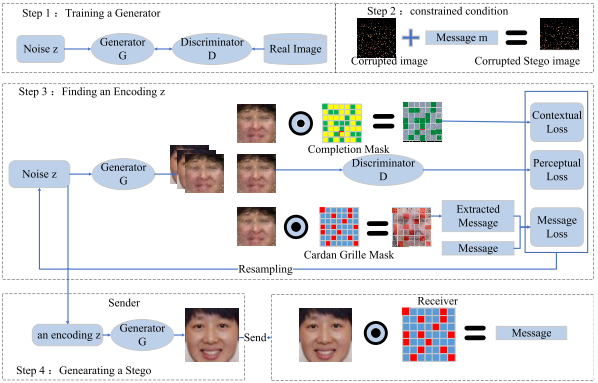 Step 1： Training a Generator
Noise z
Generator
G
Discriminator
D
Real Image
Step 2： constrained condition
Message m
Corrupted image
Corrupted Stego image
Step 3 : Finding an Encoding z
Noise z
Generator
G
Completion Mask
Contextual
Loss
Discriminator
D
Perceptual
Loss
Cardan Grille Mask
Extracted
Message
Message
Message
Loss
Resampling
Sender
an encoding z
Generator
G
Step 4： Genearating a Stego
Send
Receiver
Message